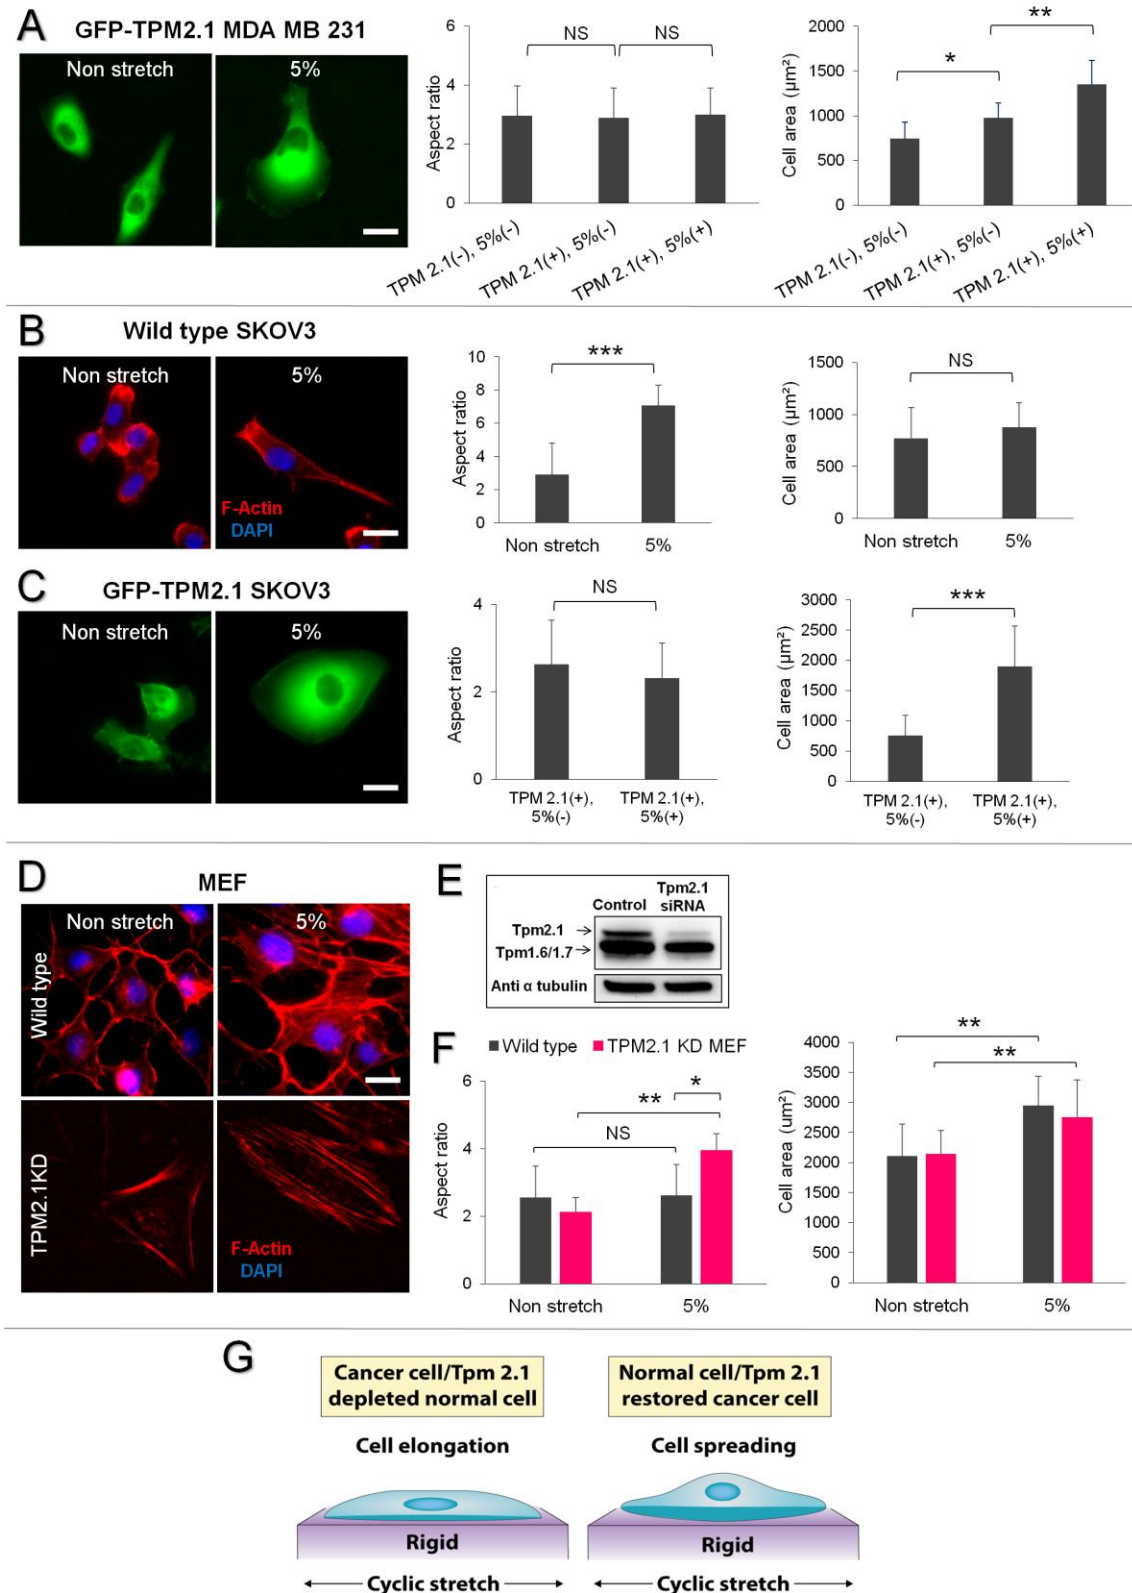 A
GFP-TPM2.1 MDA MB 231
Non stretch
5%
Aspect ratio
6
4
2
0
NS
NS
TPM 2.1(-), 5%(-)
TPM 2.1(+), 5%(-)
TPM 2.1(+), 5%(+)
Cell area (µm²)
2000
1500
1000
500
0
*
**
TPM 2.1(-), 5%(-)
TPM 2.1(+), 5%(-)
TPM 2.1(+), 5%(+)
B
Wild type SKOV3
Non stretch
5%
F-Actin
DAPI
Aspect ratio
10
8
6
4
2
0
***
Non stretch
5%
Cell area (µm²)
1500
1000
500
0
NS
Non stretch
5%
C
GFP-TPM2.1 SKOV3
Non stretch
5%
Aspect ratio
4
2
0
NS
TPM 2.1(+),
5%(-)
TPM 2.1(+),
5%(+)
Cell area (µm²)
3000
2500
2000
1500
1000
500
0
***
TPM 2.1(+),
5%(-)
TPM 2.1(+),
5%(+)
D
MEF
Non stretch
5%
Wild type
TPM2.1KD
F-Actin
DAPI
E
Control
Tpm2.1
siRNA
Tpm2.1
Tpm1.6/1.7
Anti α tubulin
F
Wild type
TPM2.1 KD MEF
Aspect ratio
6
4
2
0
**
*
NS
Non stretch
5%
Cell area (um²)
4000
3500
3000
2500
2000
1500
1000
500
0
**
**
Non stretch
5%
G
Cancer cell/Tpm 2.1
depleted normal cell
Cell elongation
Rigid
Cyclic stretch
Normal cell/Tpm 2.1
restored cancer cell
Cell spreading
Rigid
Cyclic stretch